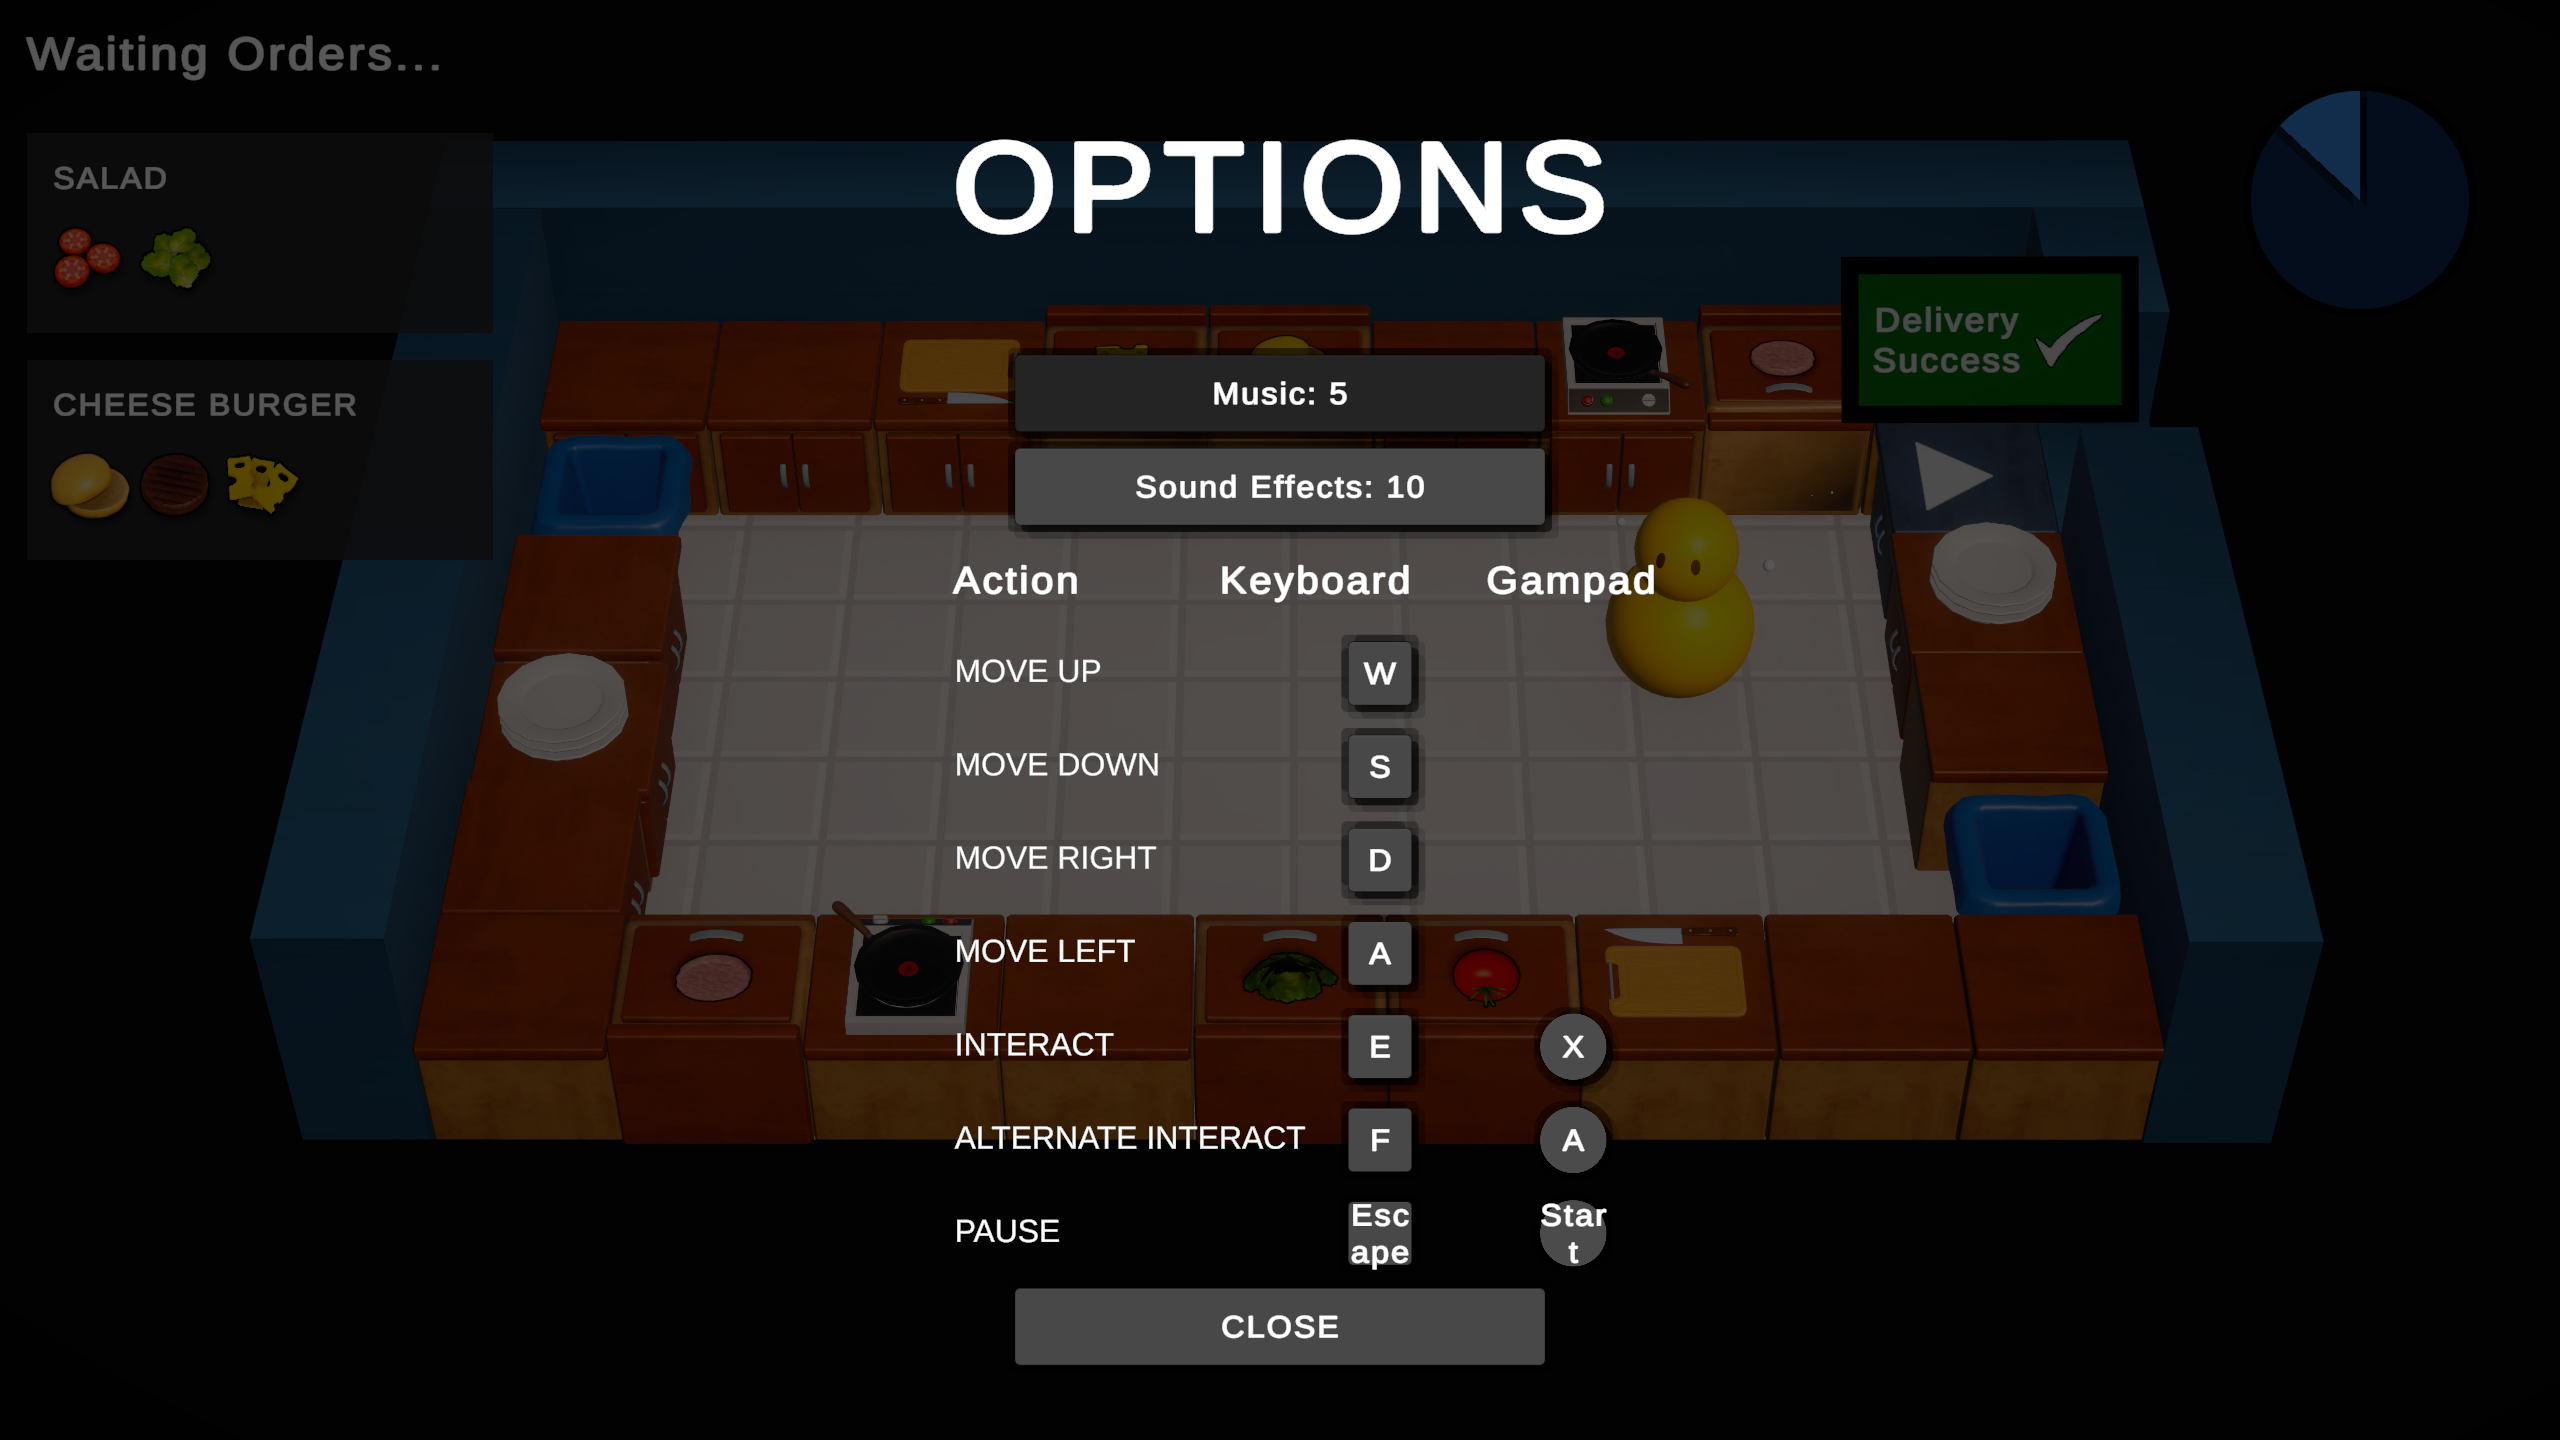 Waiting Orders...
SALAD
CHEESE BURGER
OPTIONS
Delivery
Success
Music: 5
Sound Effects: 10
Action Keyboard Gampad
MOVE UP W
MOVE DOWN S
MOVE RIGHT D
MOVE LEFT A
INTERACT E X
ALTERNATE INTERACT F A
PAUSE Esc Star
ape t
CLOSE